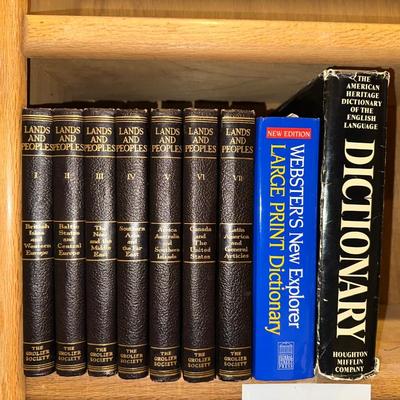 LANDS
AND
PEOPLES
I
British
Isles
and
Western
Europe
THE
GROLIER
SOCIETY
LANDS
AND
PEOPLES
II
Baltic
States
and
Central
Europe
THE
GROLIER
SOCIETY
LANDS
AND
PEOPLES
III
The
Near
and the
Middle
East
THE
GROLIER
SOCIETY
LANDS
AND
PEOPLES
IV
Southern
Asia
and the
Far East
THE
GROLIER
SOCIETY
LANDS
AND
PEOPLES
V
Africa
Australia
and
Southern
Islands
THE
GROLIER
SOCIETY
LANDS
AND
PEOPLES
VI
Canada
and
The
United
States
THE
GROLIER
SOCIETY
LANDS
AND
PEOPLES
VII
Latin
America
and
General
Articles
THE
GROLIER
SOCIETY
NEW EDITION
WEBSTER'S NEW EXPLORER
LARGE PRINT DICTIONARY
THE
AMERICAN
HERITAGE
DICTIONARY
OF THE
ENGLISH
LANGUAGE
DICTIONARY
HOUGHTON
MIFFLIN
COMPANY